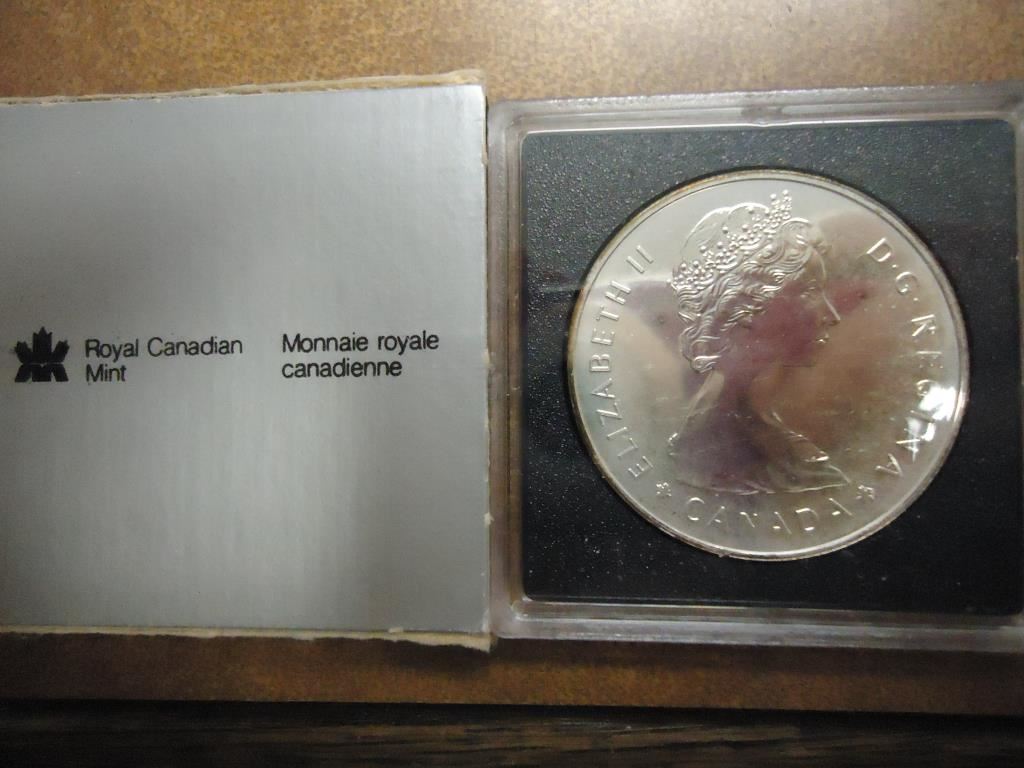 Royal Canadian
Mint
Monnaie royale
canadienne
ELIZABETH II
D·G·REGINA
CANADA